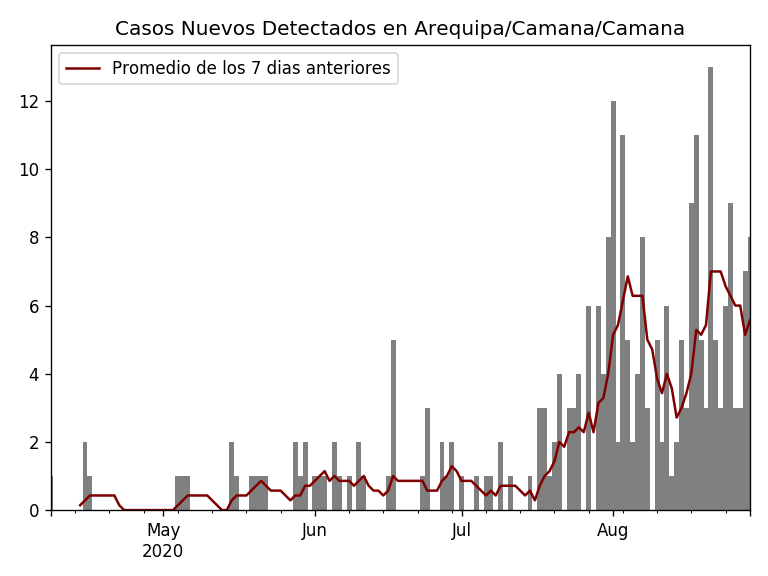 Casos Nuevos Detectados en Arequipa/Camana/Camana
Promedio de los 7 dias anteriores
12
10
8
6
4
2
0
May
2020
Jun
Jul
Aug